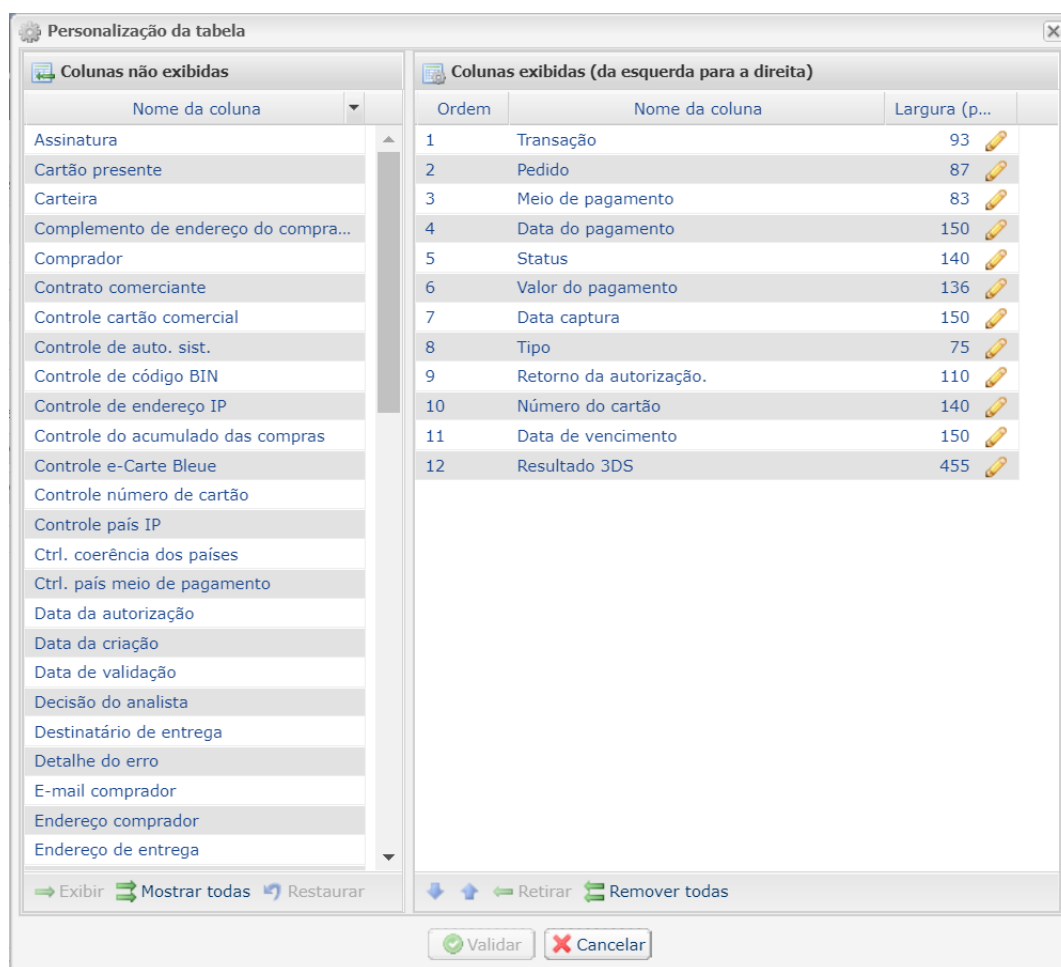 Personalização da tabela
Colunas não exibidas
Nome da coluna
Assinatura
Cartão presente
Carteira
Complemento de endereço do compra...
Comprador
Contrato comerciante
Controle cartão comercial
Controle de auto. sist.
Controle de código BIN
Controle de endereço IP
Controle do acumulado das compras
Controle e-Carte Bleue
Controle número de cartão
Controle país IP
Ctrl. coerência dos países
Ctrl. país meio de pagamento
Data da autorização
Data da criação
Data de validação
Decisão do analista
Destinatário de entrega
Detalhe do erro
E-mail comprador
Endereço comprador
Endereço de entrega
Exibir Mostrar todas Restaurar
Colunas exibidas (da esquerda para a direita)
Ordem Nome da coluna Largura (p...
1 Transação 93
2 Pedido 87
3 Meio de pagamento 83
4 Data do pagamento 150
5 Status 140
6 Valor do pagamento 136
7 Data captura 150
8 Tipo 75
9 Retorno da autorização. 110
10 Número do cartão 140
11 Data de vencimento 150
12 Resultado 3DS 455
Retirar Remover todas
Validar Cancelar